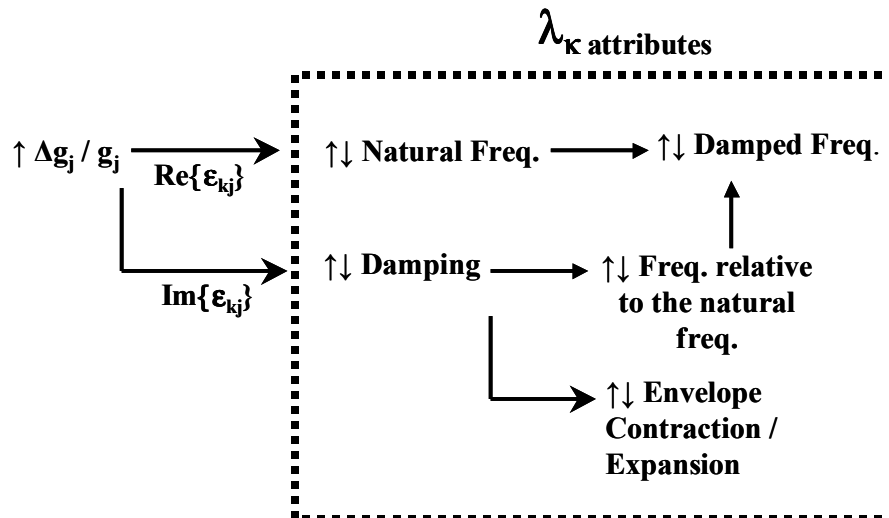 λκ attributes
↑ Δgj / gj
Re{εkj}
↑↓ Natural Freq.
↑↓ Damped Freq.
Im{εkj}
↑↓ Damping
↑↓ Freq. relative
to the natural
freq.
↑↓ Envelope
Contraction /
Expansion